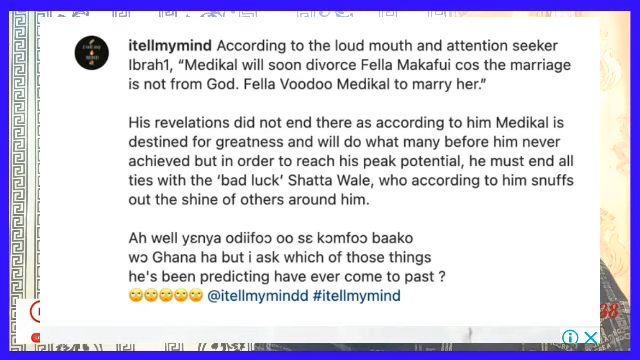 itellmymind According to the loud mouth and attention seeker
Ibrah1, “Medikal will soon divorce Fella Makafui cos the marriage
is not from God. Fella Voodoo Medikal to marry her.”
His revelations did not end there as according to him Medikal is
destined for greatness and will do what many before him never
achieved but in order to reach his peak potential, he must end all
ties with the ‘bad luck’ Shatta Wale, who according to him snuffs
out the shine of others around him.
Ah well yɛnya odiifoɔ oo sɛ kɔmfoɔ baako
wɔ Ghana ha but i ask which of those things
he's been predicting have ever come to past ?
🙄🙄🙄🙄🙄 @itellmymindd #itellmymind
38